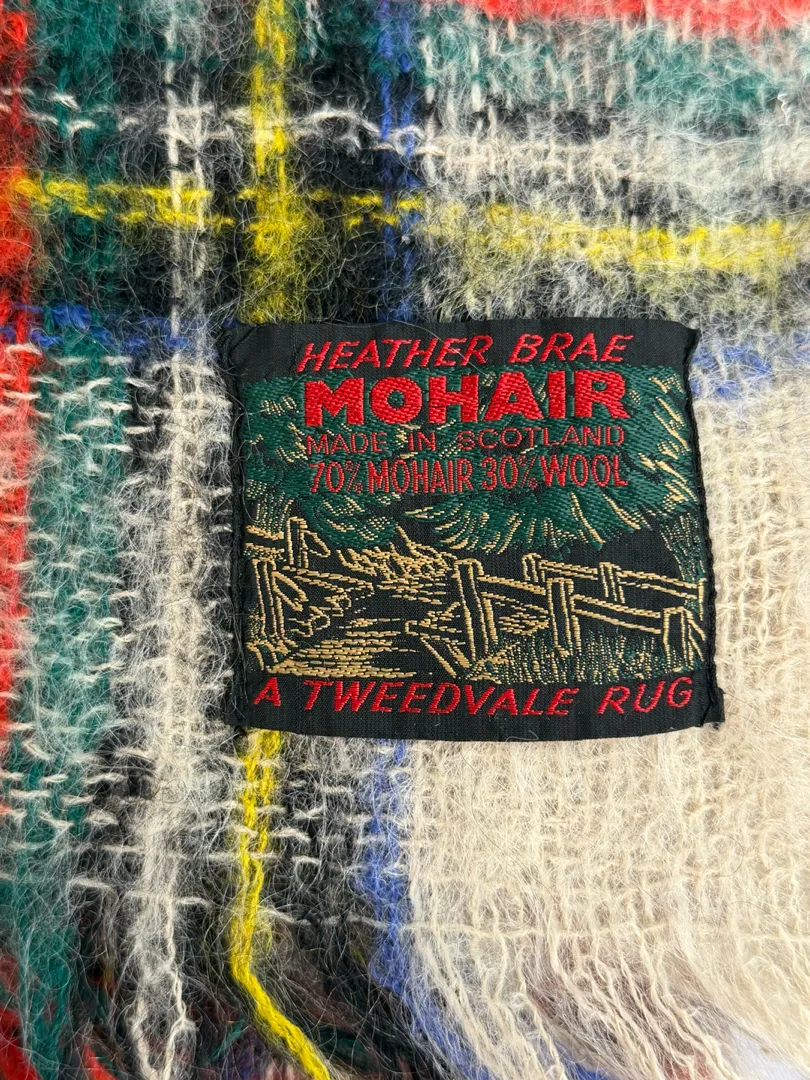 HEATHER BRAE
MOHAIR
MADE IN SCOTLAND
70% MOHAIR 30% WOOL
A TWEEDVALE RUG